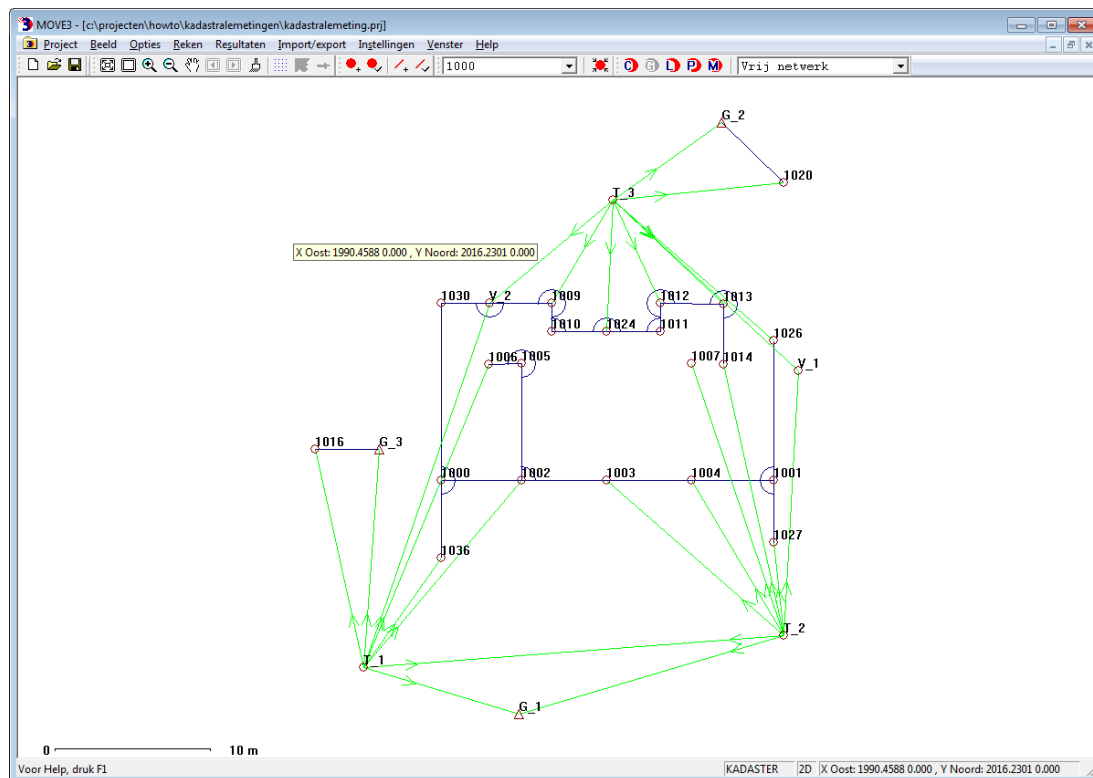 MOVE3 - [c:\projecten\howto\kadastralemetingen\kadastralemeting.prj]
Project Beeld Opties Reken Resultaten Import/export Instellingen Venster Help
1000 C G L P M Vrij netwerk
G_2
1020
T_3
X Oost: 1990.4588 0.000 , Y Noord: 2016.2301 0.000
1030 V_2 1009 1012 1013
1010 1024 1011 1026
1006 1005 1007 1014 V_1
1016 G_3
1000 1002 1003 1004 1001
1036 1027
T_2
T_1
G_1
0 10 m
Voor Help, druk F1 KADASTER 2D X Oost: 1990.4588 0.000 , Y Noord: 2016.2301 0.000